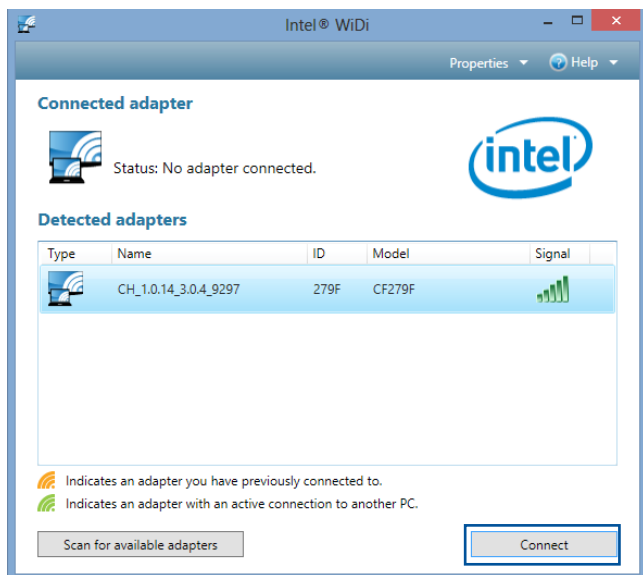 Intel® WiDi
Properties Help
Connected adapter
Status: No adapter connected.
intel
Detected adapters
Type Name ID Model Signal
CH_1.0.14_3.0.4_9297 279F CF279F
Indicates an adapter you have previously connected to.
Indicates an adapter with an active connection to another PC.
Scan for available adapters Connect